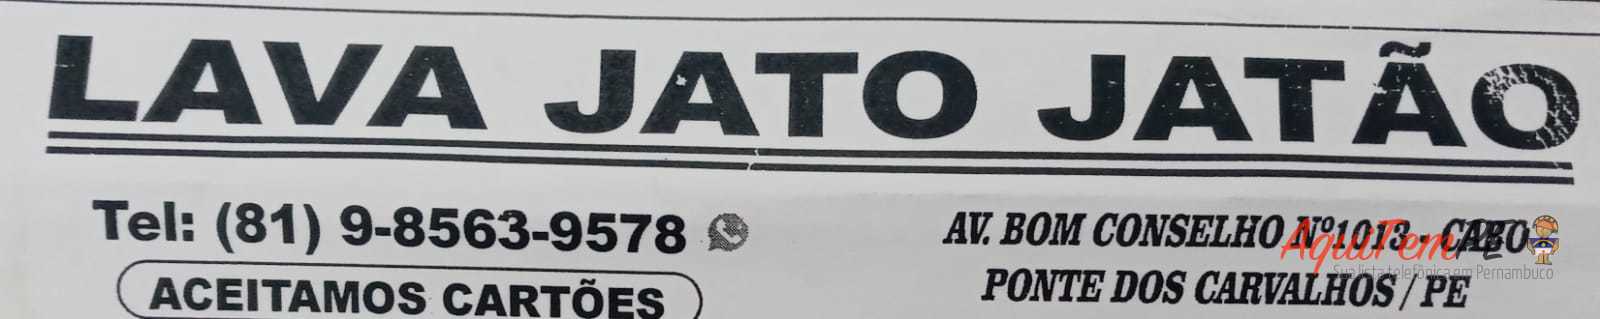 LAVA JATO JATÃO
Tel: (81) 9-8563-9578
ACEITAMOS CARTÕES
AV. BOM CONSELHO Nº1013 - CABO
PONTE DOS CARVALHOS / PE
AquiTemPE
Sua lista telefônica em Pernambuco